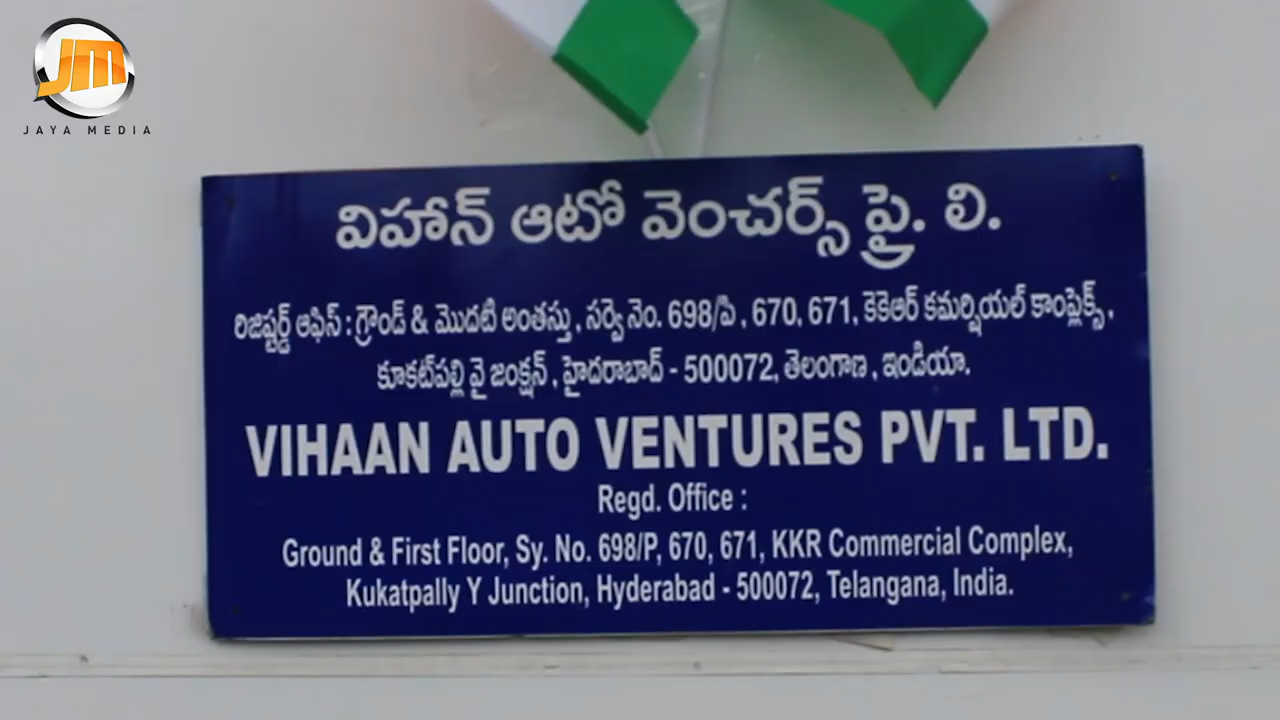 JM
JAYA MEDIA
విహాన్ ఆటో వెంచర్స్ ప్రై. లి.
రిజిష్టర్డ్ ఆఫిస్ : గ్రౌండ్ & మొదటి అంతస్తు, సర్వె నెం. 698/పి, 670, 671, కెకెఆర్ కమర్షియల్ కాంప్లెక్స్,
కూకట్‌పల్లి వై జంక్షన్, హైదరాబాద్ - 500072, తెలంగాణ, ఇండియా.
VIHAAN AUTO VENTURES PVT. LTD.
Regd. Office :
Ground & First Floor, Sy. No. 698/P, 670, 671, KKR Commercial Complex,
Kukatpally Y Junction, Hyderabad - 500072, Telangana, India.